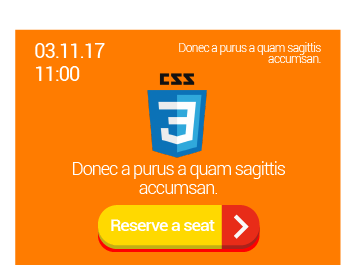 03.11.17
11:00
Donec a purus a quam sagittis
accumsan.
CSS
3
Donec a purus a quam sagittis
accumsan.
Reserve a seat